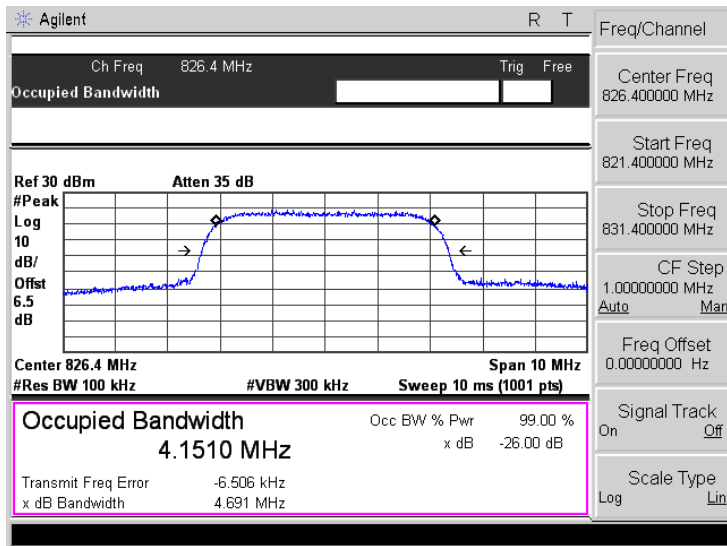 Agilent R T
Ch Freq 826.4 MHz Trig Free
Occupied Bandwidth
Ref 30 dBm Atten 35 dB
#Peak
Log
10
dB/
Offst
6.5
dB
Center 826.4 MHz Span 10 MHz
#Res BW 100 kHz #VBW 300 kHz Sweep 10 ms (1001 pts)
Occupied Bandwidth
4.1510 MHz
Occ BW % Pwr 99.00 %
x dB -26.00 dB
Transmit Freq Error -6.506 kHz
x dB Bandwidth 4.691 MHz
Freq/Channel
Center Freq
826.400000 MHz
Start Freq
821.400000 MHz
Stop Freq
831.400000 MHz
CF Step
1.00000000 MHz
Auto Man
Freq Offset
0.00000000 Hz
Signal Track
On Off
Scale Type
Log Lin